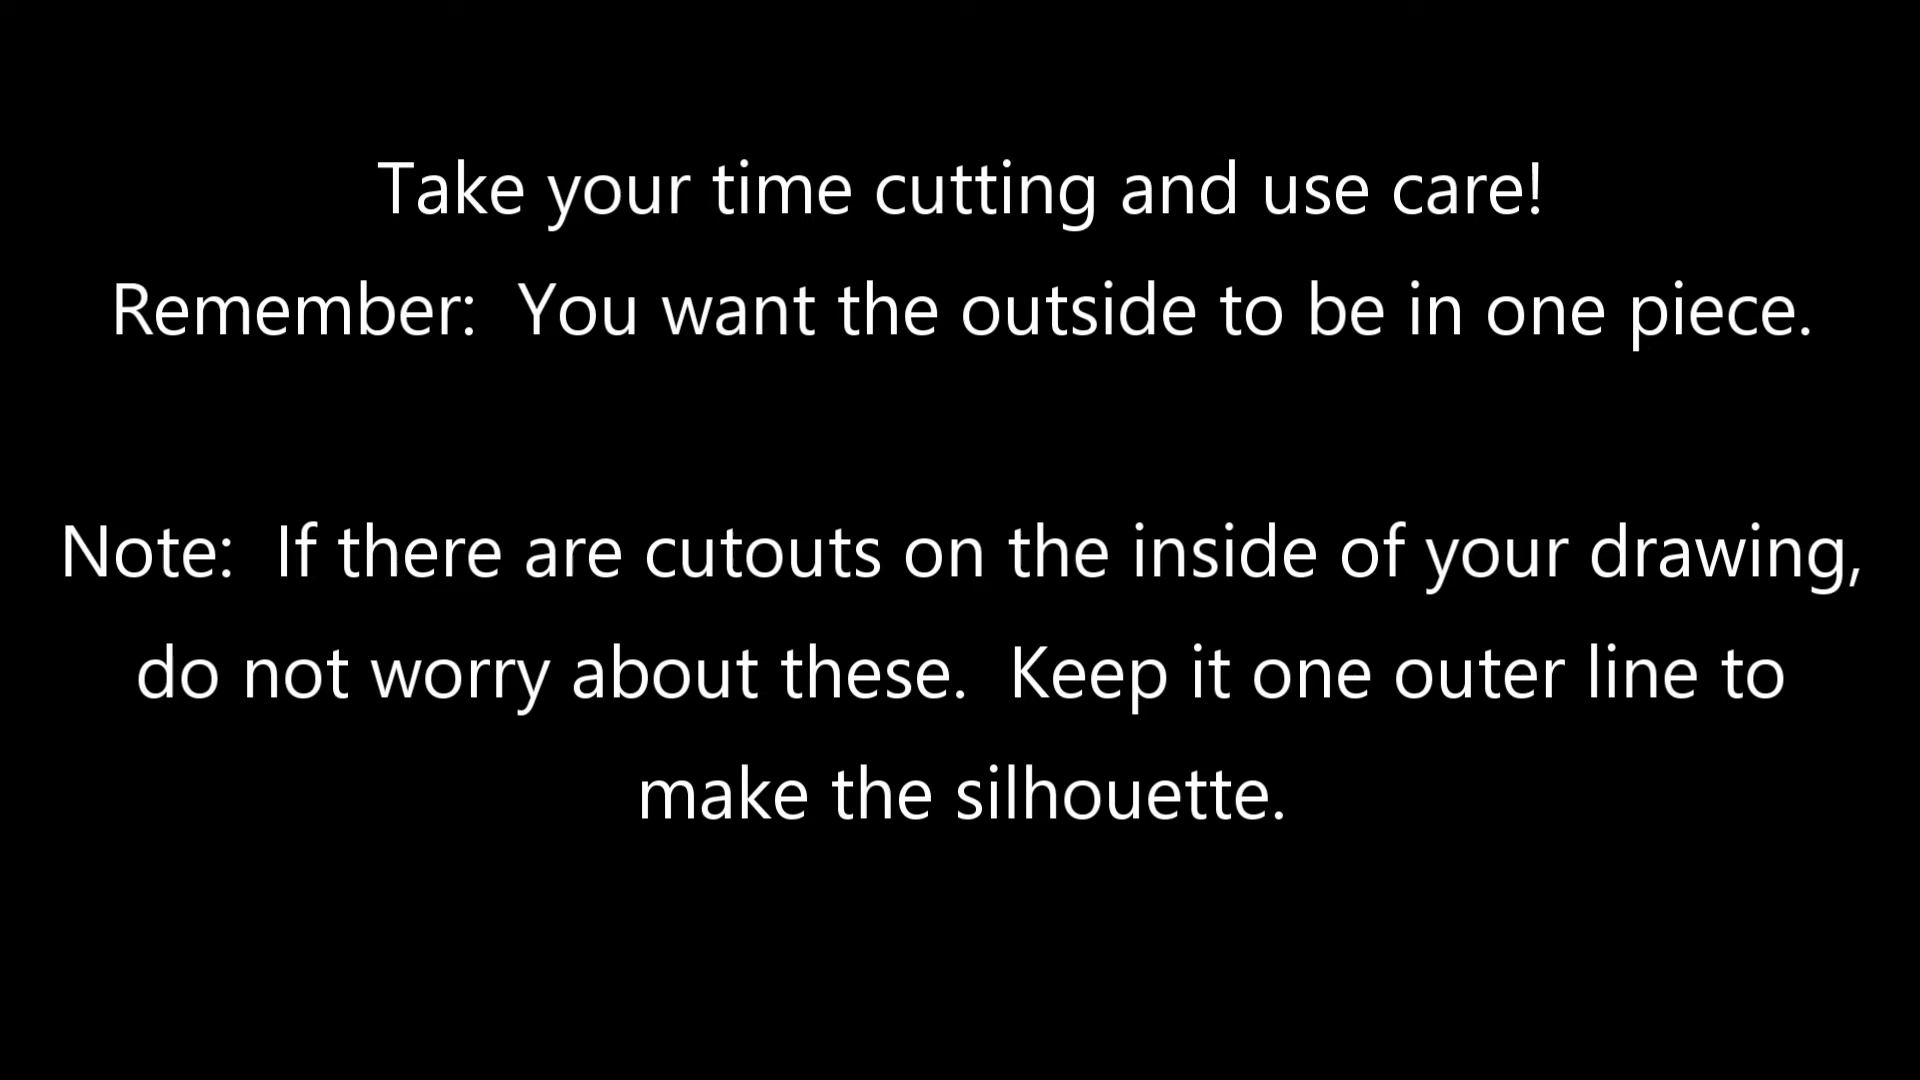 Take your time cutting and use care!
Remember:  You want the outside to be in one piece.
Note:  If there are cutouts on the inside of your drawing,
do not worry about these.  Keep it one outer line to
make the silhouette.